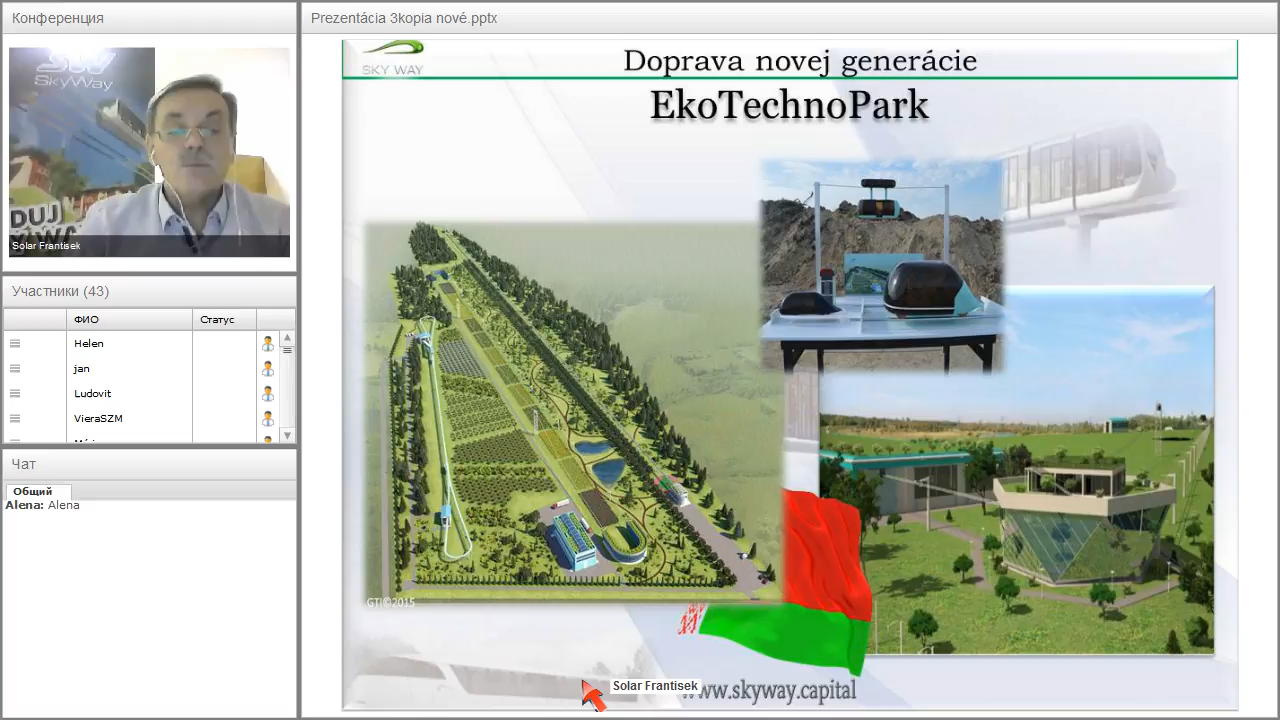 Конференция
SkyWay
DUJ
Solar Frantisek
Участники (43)
ФИО
Статус
Helen
jan
Ludovit
VieraSZM
Чат
Общий
Alena: Alena
Prezentácia 3kopia nové.pptx
SKY WAY
Doprava novej generácie
EkoTechnoPark
GTI©2015
Solar Frantisek
www.skyway.capital